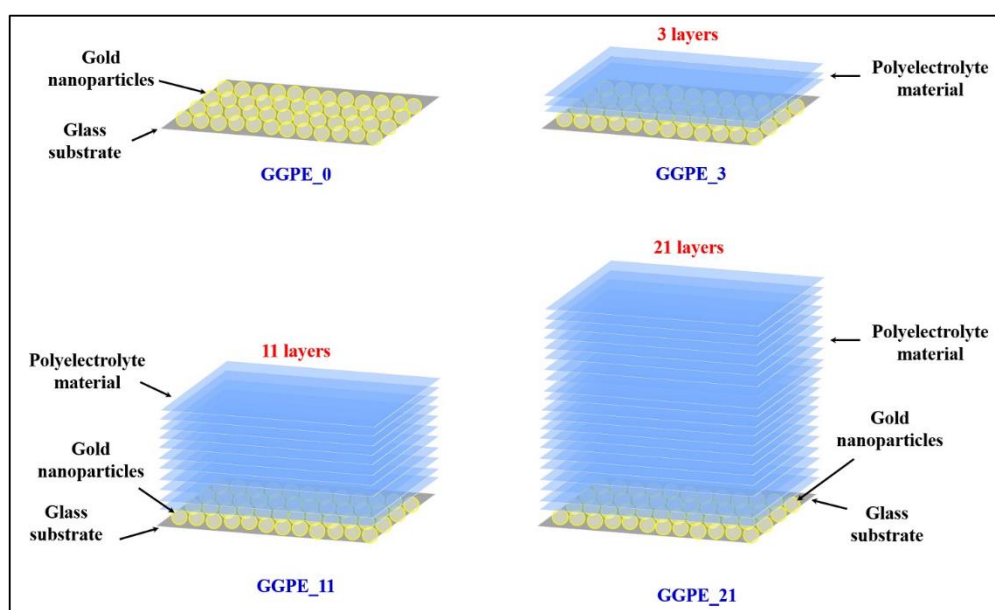 Gold
nanoparticles
Glass
substrate
GGPE_0
3 layers
Polyelectrolyte
material
GGPE_3
11 layers
Polyelectrolyte
material
Gold
nanoparticles
Glass
substrate
GGPE_11
21 layers
Polyelectrolyte
material
Gold
nanoparticles
Glass
substrate
GGPE_21